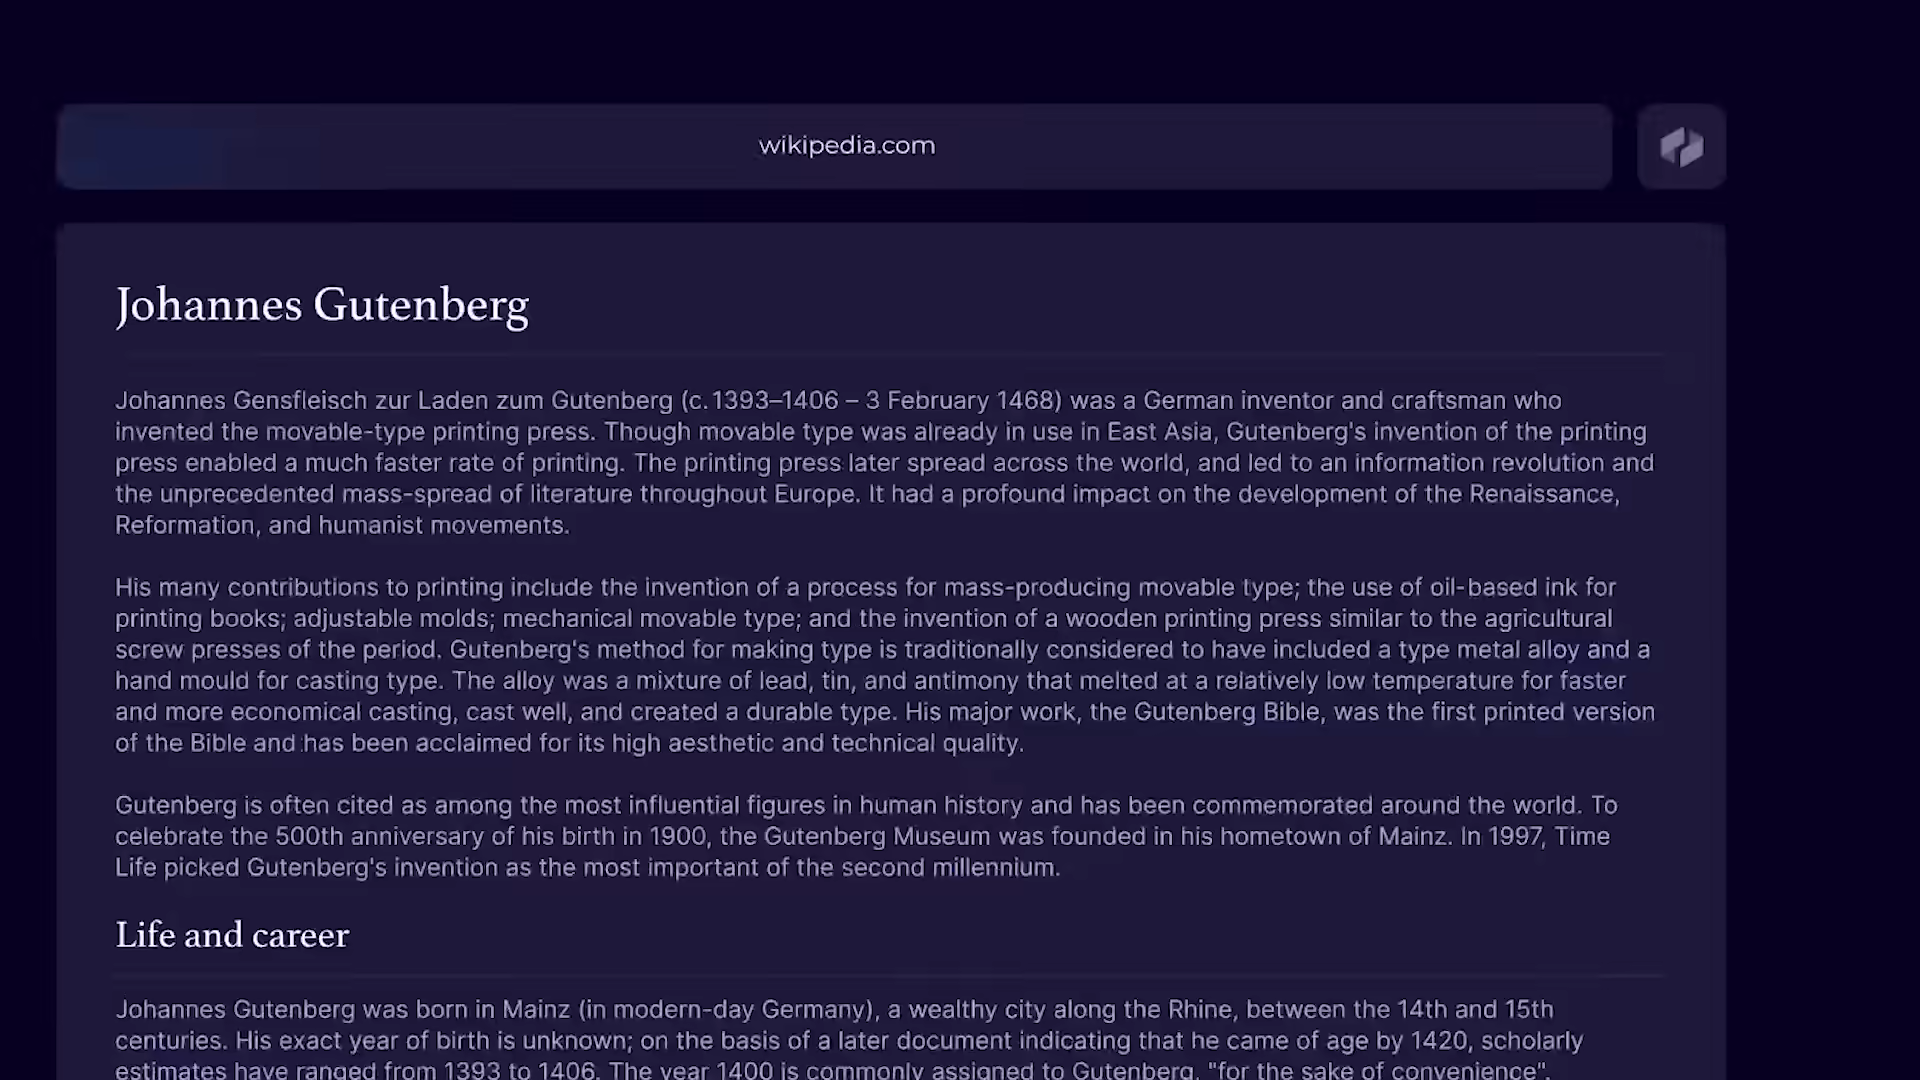 wikipedia.com
Johannes Gutenberg
Johannes Gensfleisch zur Laden zum Gutenberg (c. 1393–1406 – 3 February 1468) was a German inventor and craftsman who
invented the movable-type printing press. Though movable type was already in use in East Asia, Gutenberg's invention of the printing
press enabled a much faster rate of printing. The printing press later spread across the world, and led to an information revolution and
the unprecedented mass-spread of literature throughout Europe. It had a profound impact on the development of the Renaissance,
Reformation, and humanist movements.
His many contributions to printing include the invention of a process for mass-producing movable type; the use of oil-based ink for
printing books; adjustable molds; mechanical movable type; and the invention of a wooden printing press similar to the agricultural
screw presses of the period. Gutenberg's method for making type is traditionally considered to have included a type metal alloy and a
hand mould for casting type. The alloy was a mixture of lead, tin, and antimony that melted at a relatively low temperature for faster
and more economical casting, cast well, and created a durable type. His major work, the Gutenberg Bible, was the first printed version
of the Bible and has been acclaimed for its high aesthetic and technical quality.
Gutenberg is often cited as among the most influential figures in human history and has been commemorated around the world. To
celebrate the 500th anniversary of his birth in 1900, the Gutenberg Museum was founded in his hometown of Mainz. In 1997, Time
Life picked Gutenberg's invention as the most important of the second millennium.
Life and career
Johannes Gutenberg was born in Mainz (in modern-day Germany), a wealthy city along the Rhine, between the 14th and 15th
centuries. His exact year of birth is unknown; on the basis of a later document indicating that he came of age by 1420, scholarly
estimates have ranged from 1393 to 1406. The year 1400 is commonly assigned to Gutenberg, "for the sake of convenience".